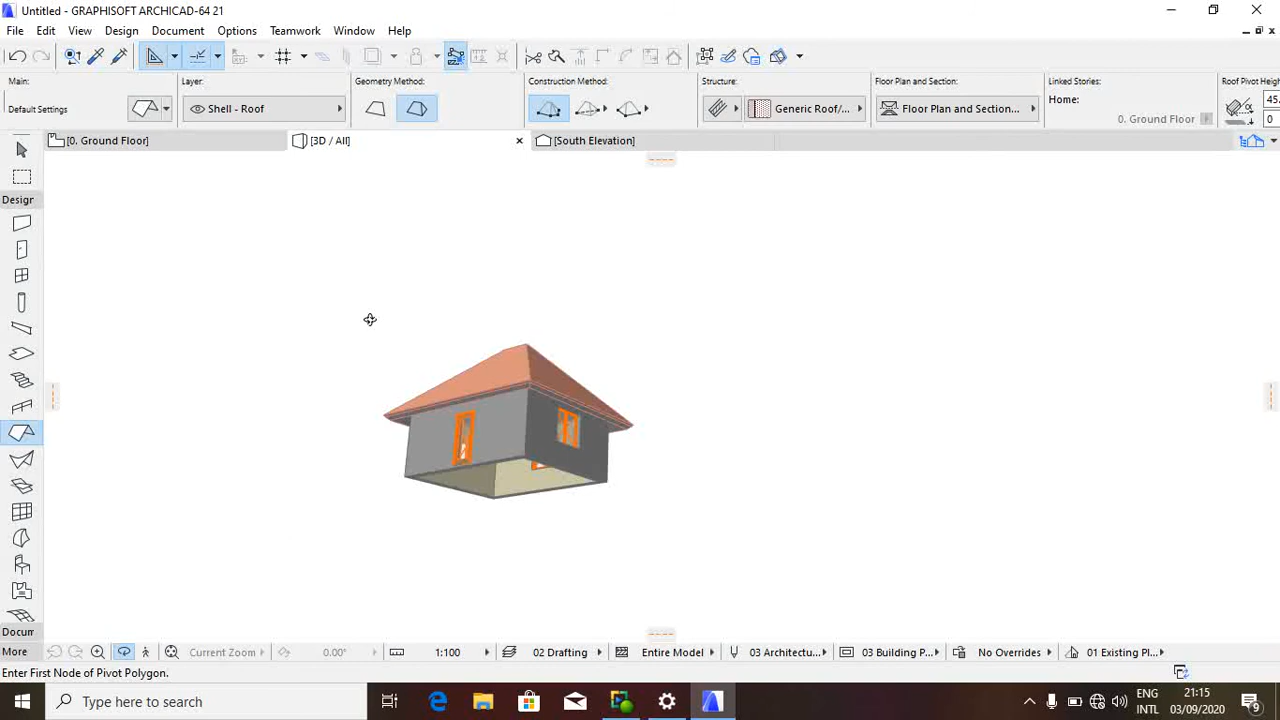 Untitled - GRAPHISOFT ARCHICAD-64 21
File Edit View Design Document Options Teamwork Window Help
Main:
Default Settings
Layer:
Shell - Roof
Geometry Method:
Construction Method:
Structure:
Generic Roof/...
Floor Plan and Section:
Floor Plan and Section...
Linked Stories:
Home:
0. Ground Floor
Roof Pivot Heig
45.
0
[0. Ground Floor]
[3D / All]
[South Elevation]
Design
Docum
More
Current Zoom
0.00°
1:100
02 Drafting
Entire Model
03 Architectu...
03 Building P...
No Overrides
01 Existing Pl...
Enter First Node of Pivot Polygon.
Type here to search
ENG
INTL
21:15
03/09/2020
9